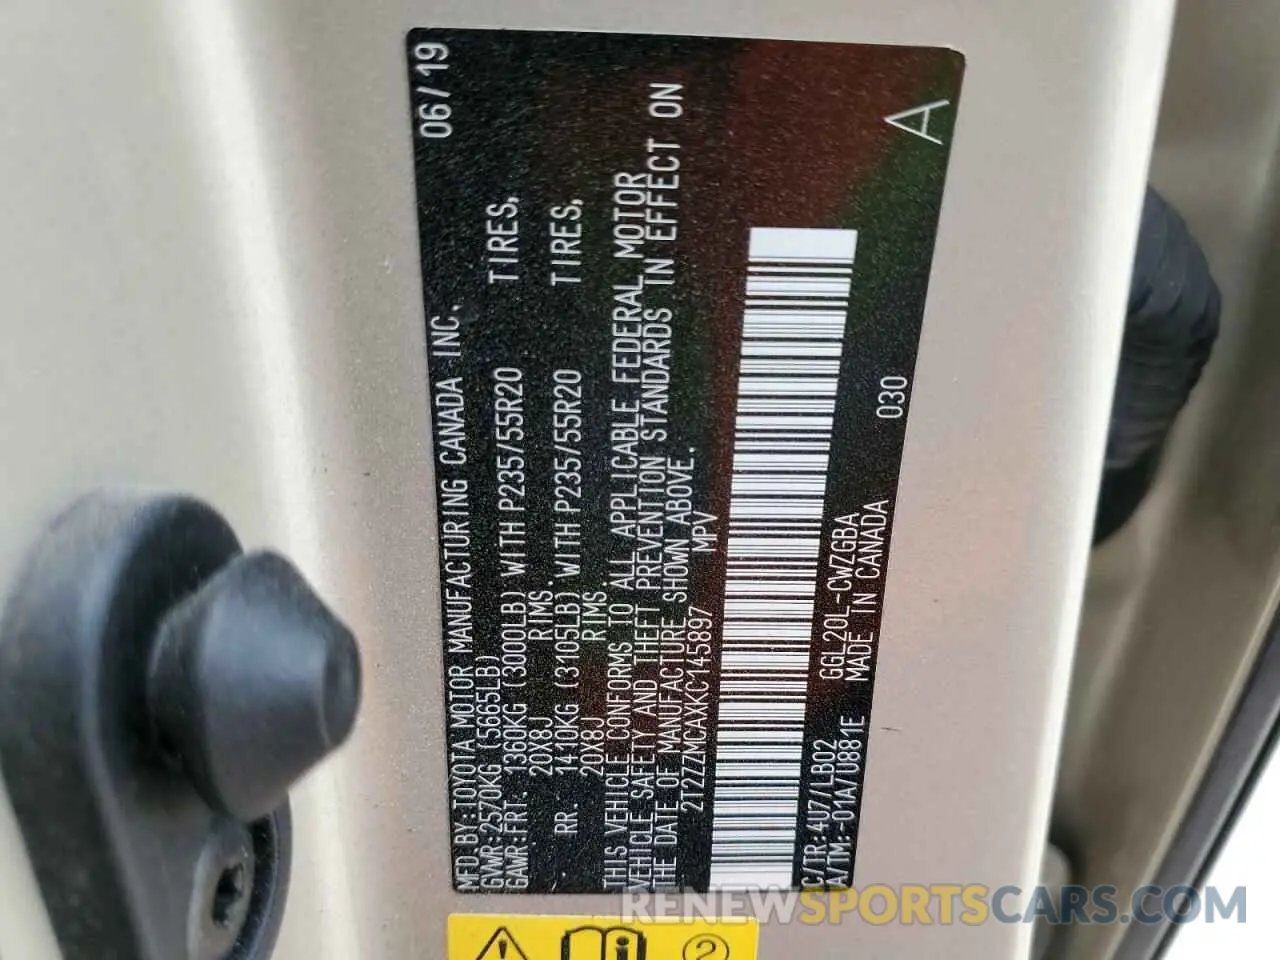 MFD.BY:TOYOTA MOTOR MANUFACTURING CANADA INC. 06/19
GVWR:2570KG (5665LB)
GAWR:FRT. 1360KG (3000LB) WITH P235/55R20 TIRES,
20X8J RIMS.
RR. 1410KG (3105LB) WITH P235/55R20 TIRES,
20X8J RIMS.
THIS VEHICLE CONFORMS TO ALL APPLICABLE FEDERAL MOTOR
VEHICLE SAFETY AND THEFT PREVENTION STANDARDS IN EFFECT ON
THE DATE OF MANUFACTURE SHOWN ABOVE.
2T2ZZMCAXKC145897 MPV
C/TR:4U7/LB02 GGL20L-CWZGBA 030
A/TM:-01A/U881E MADE IN CANADA
A
RENEWSPORTSCARS.COM